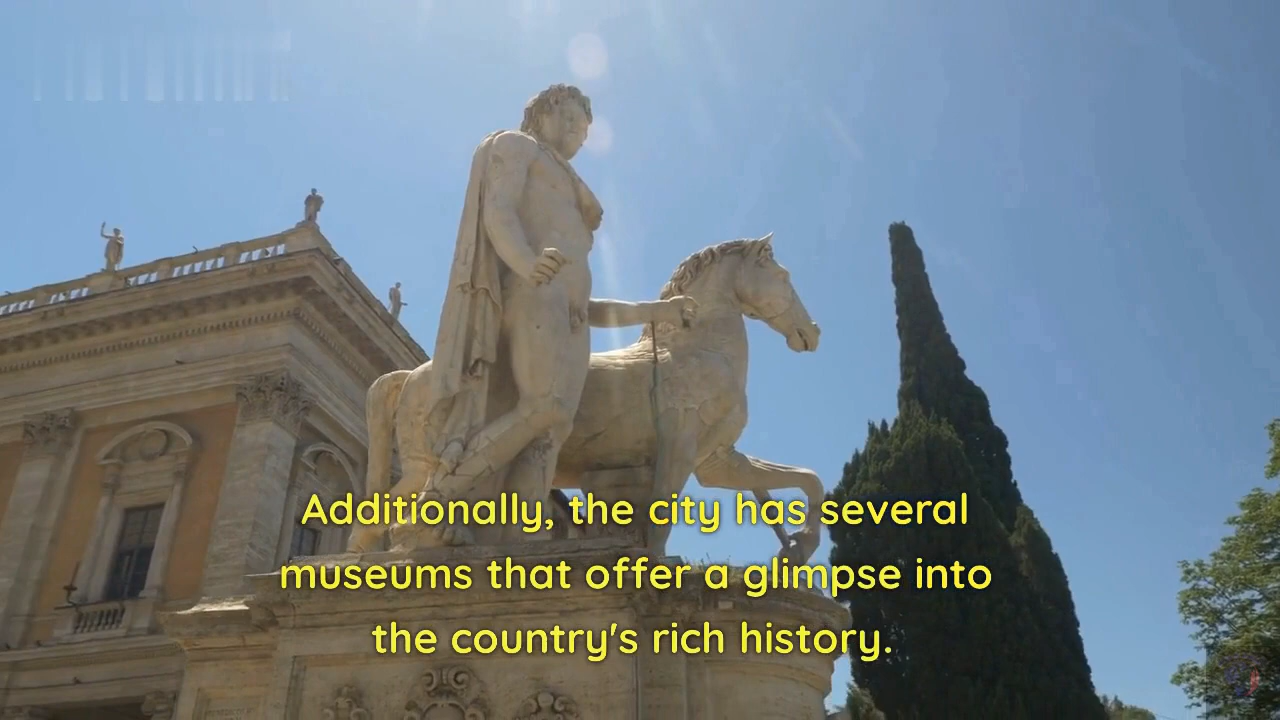 Additionally, the city has several
museums that offer a glimpse into
the country's rich history.